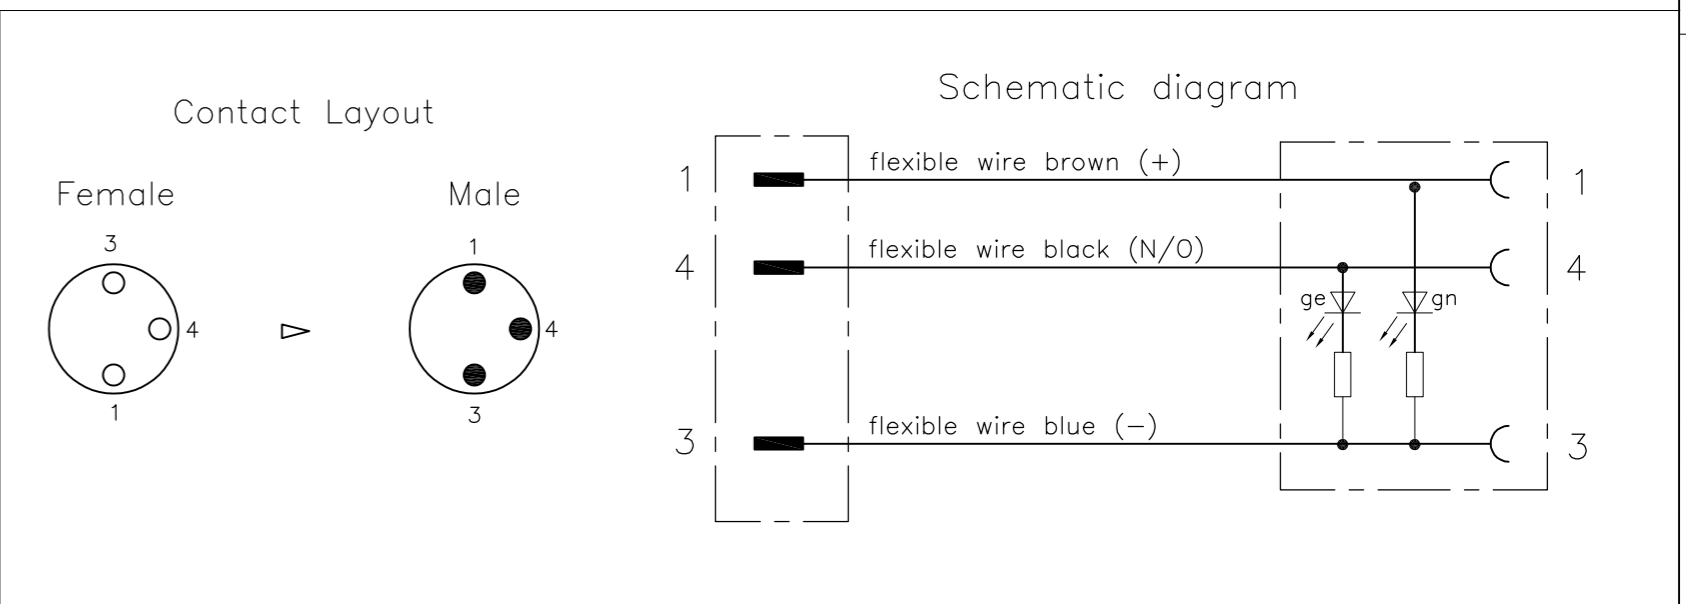 Contact Layout
Female
3
4
1
Male
1
4
3
Schematic diagram
1 flexible wire brown (+) 1
4 flexible wire black (N/O) 4
ge gn
3 flexible wire blue (-) 3